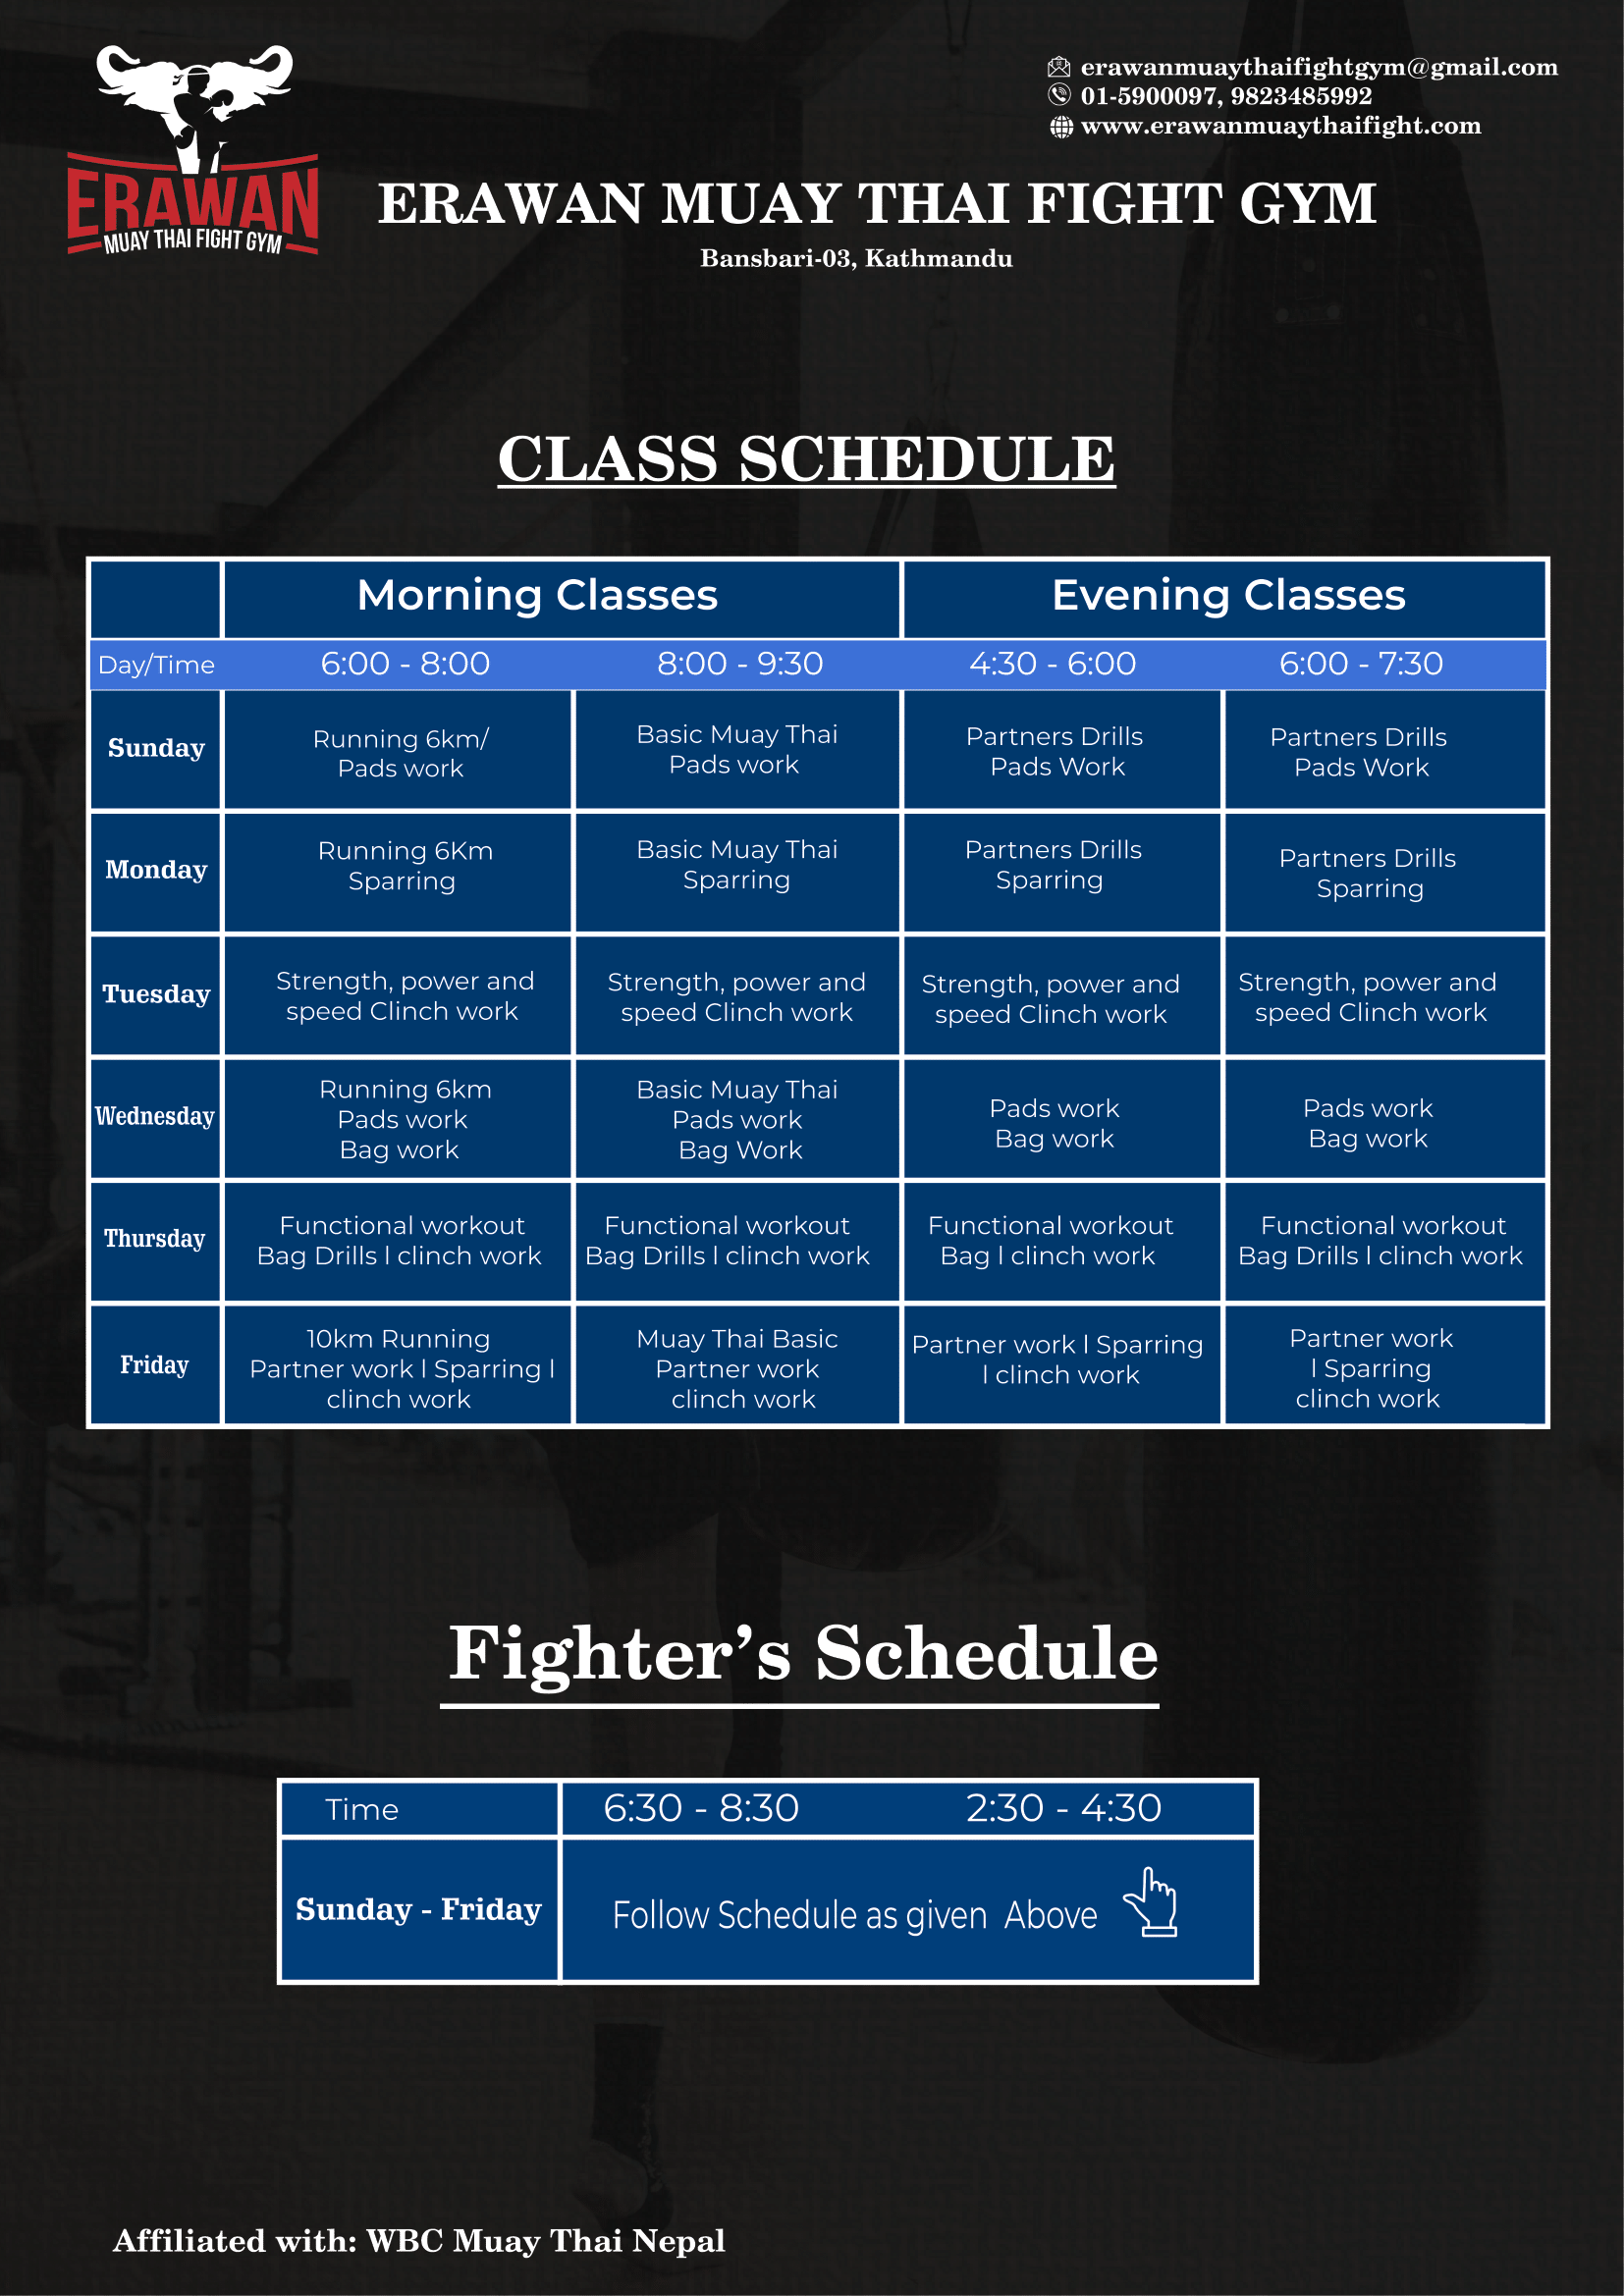 erawanmuaythaifightgym@gmail.com
01-5900097, 9823485992
www.erawanmuaythaifight.com
ERAWAN
MUAY THAI FIGHT GYM
ERAWAN MUAY THAI FIGHT GYM
Bansbari-03, Kathmandu
CLASS SCHEDULE
Morning Classes
Evening Classes
Day/Time
6:00 - 8:00
8:00 - 9:30
4:30 - 6:00
6:00 - 7:30
Sunday
Running 6km/
Pads work
Basic Muay Thai
Pads work
Partners Drills
Pads Work
Partners Drills
Pads Work
Monday
Running 6Km
Sparring
Basic Muay Thai
Sparring
Partners Drills
Sparring
Partners Drills
Sparring
Tuesday
Strength, power and
speed Clinch work
Strength, power and
speed Clinch work
Strength, power and
speed Clinch work
Strength, power and
speed Clinch work
Wednesday
Running 6km
Pads work
Bag work
Basic Muay Thai
Pads work
Bag Work
Pads work
Bag work
Pads work
Bag work
Thursday
Functional workout
Bag Drills l clinch work
Functional workout
Bag Drills l clinch work
Functional workout
Bag l clinch work
Functional workout
Bag Drills l clinch work
Friday
10km Running
Partner work l Sparring l
clinch work
Muay Thai Basic
Partner work
clinch work
Partner work l Sparring
l clinch work
Partner work
l Sparring
clinch work
Fighter’s Schedule
Time
6:30 - 8:30
2:30 - 4:30
Sunday - Friday
Follow Schedule as given Above
Affiliated with: WBC Muay Thai Nepal